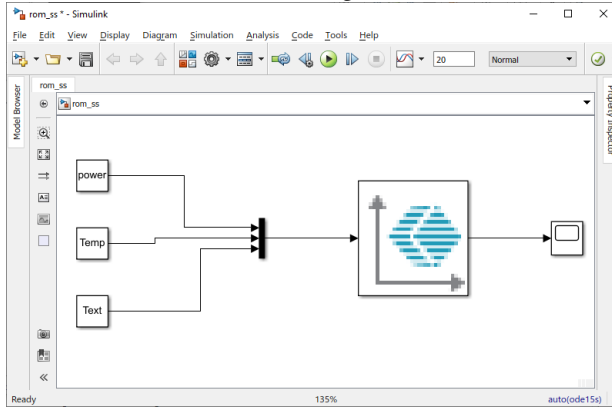 rom_ss * - Simulink
File Edit View Display Diagram Simulation Analysis Code Tools Help
20 Normal
rom_ss
rom_ss
Model Browser
Property Inspector
power
Temp
Text
Ready 135% auto(ode15s)